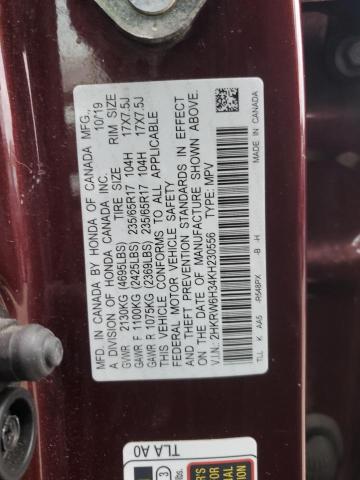 MFD. IN CANADA BY HONDA OF CANADA MFG.,
A DIVISION OF HONDA CANADA INC. 10/19
GVWR 2130KG (4695LBS) TIRE SIZE RIM SIZE
GAWR F 1100KG (2425LBS) 235/65R17 104H 17X7.5J
GAWR R 1075KG (2369LBS) 235/65R17 104H 17X7.5J
THIS VEHICLE CONFORMS TO ALL APPLICABLE
FEDERAL MOTOR VEHICLE SAFETY
AND THEFT PREVENTION STANDARDS IN EFFECT
ON THE DATE OF MANUFACTURE SHOWN ABOVE.
V.I.N.: 2HKRW6H34KH230556 TYPE: MPV
TLL K AA5 R548PX B - H MADE IN CANADA
TLA A0
3
lbs.